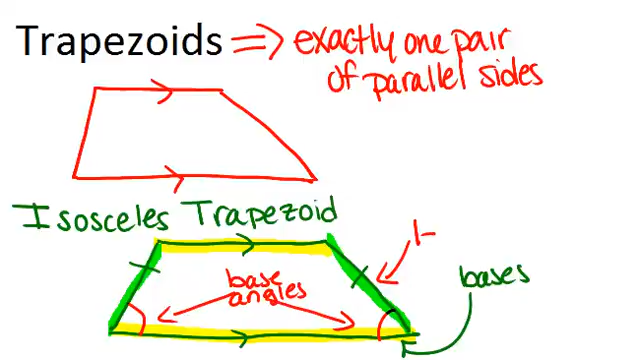 Trapezoids => exactly one pair
of parallel sides
Isosceles Trapezoid
base
angles
bases